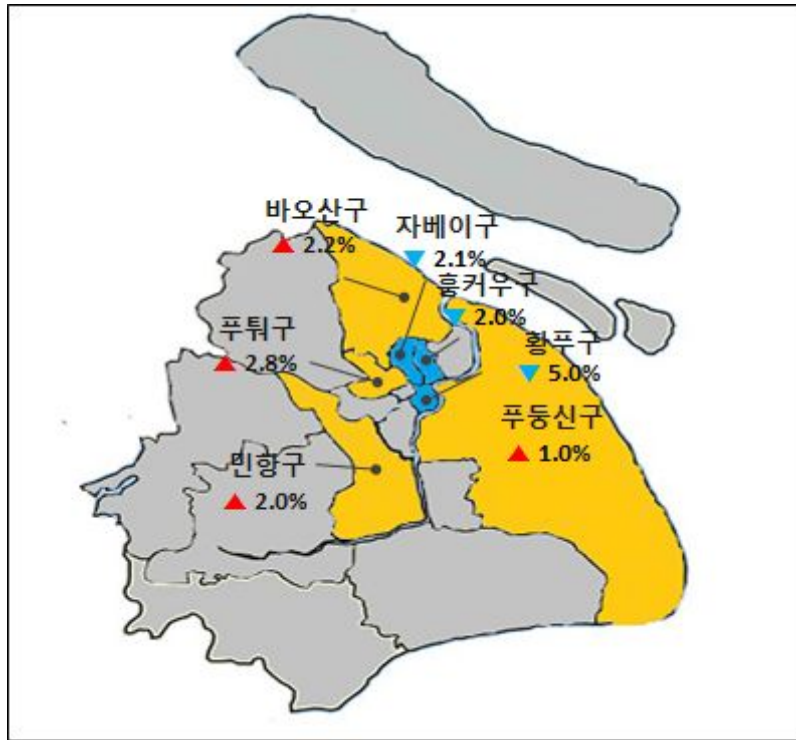 바오산구
▲ 2.2%
자베이구
▼ 2.1%
훙커우구
▼ 2.0%
푸퉈구
▲ 2.8%
황푸구
▼ 5.0%
푸둥신구
▲ 1.0%
민항구
▲ 2.0%